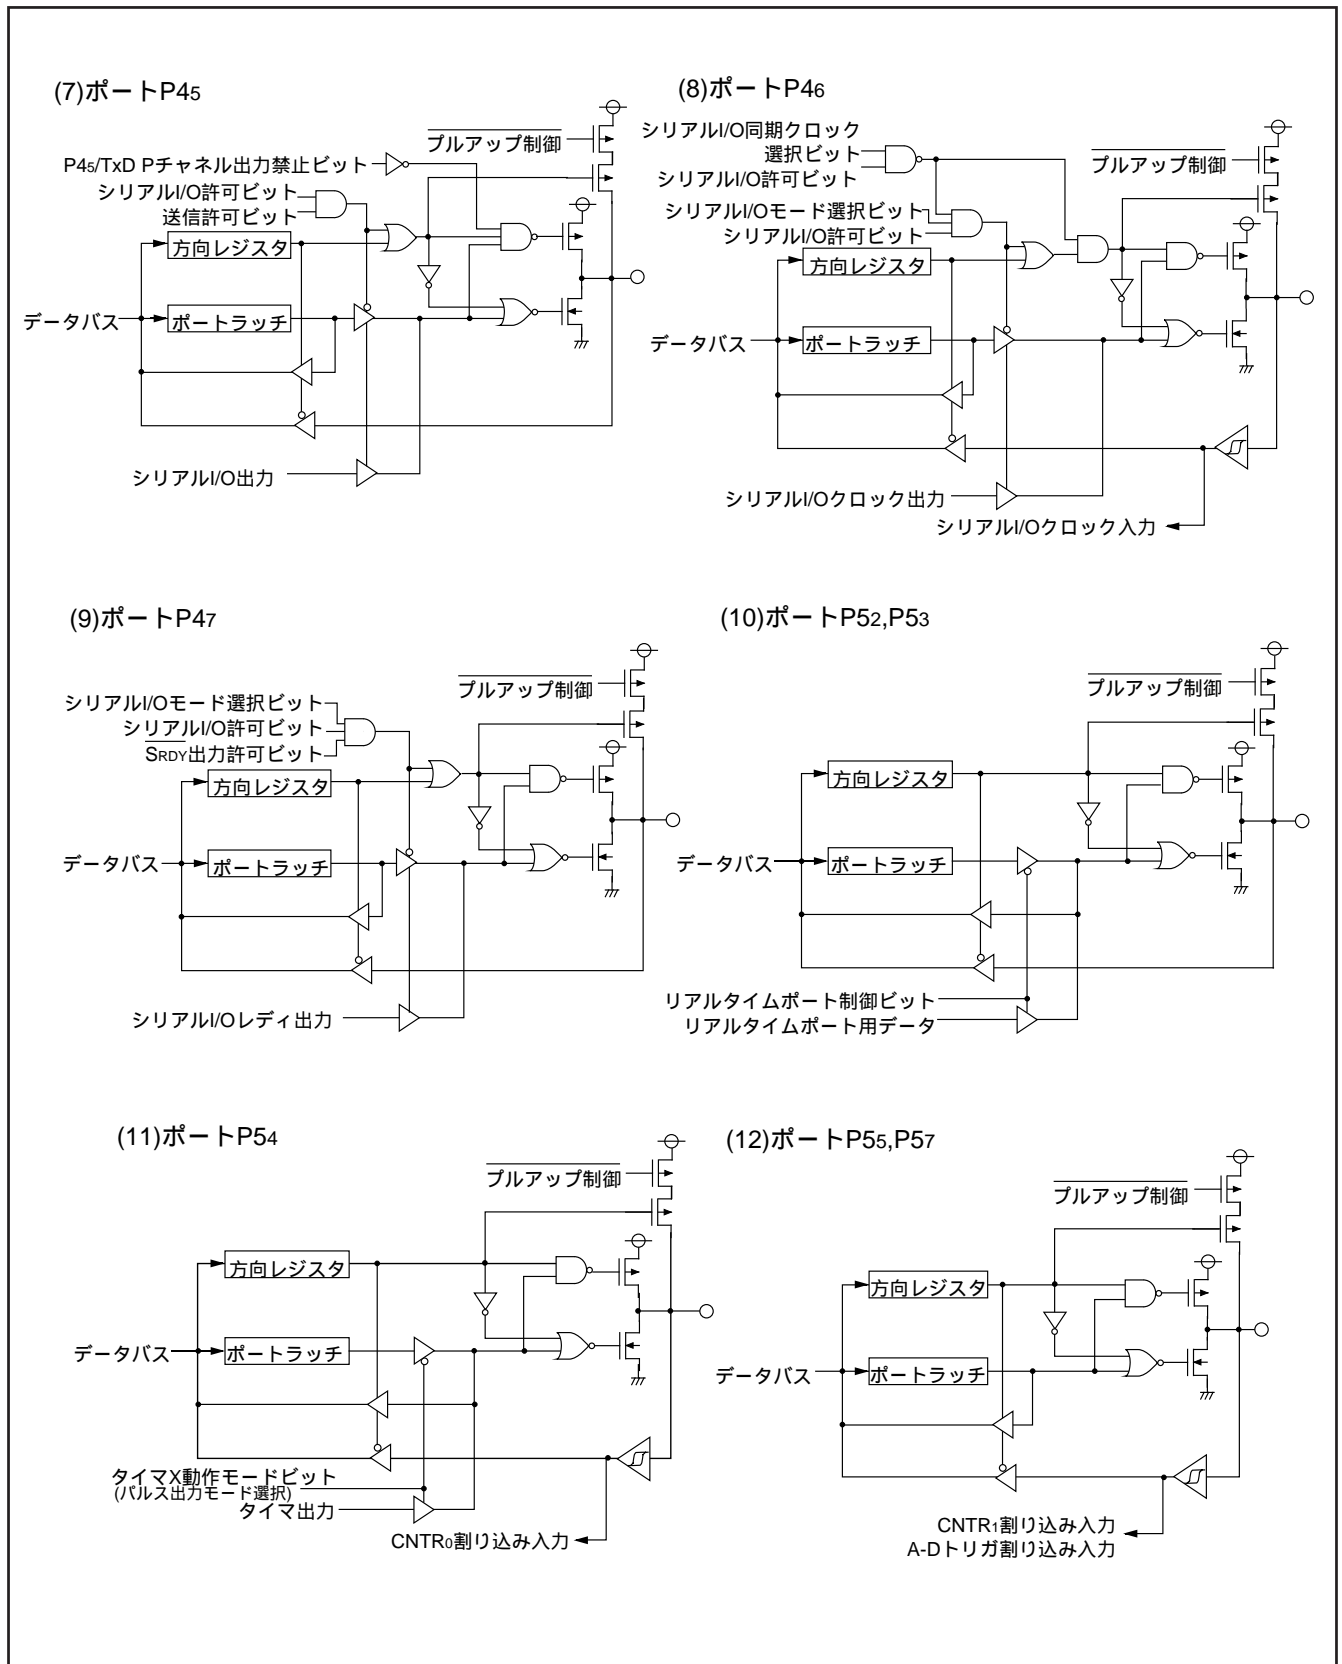 (7)ポートP45
プルアップ制御
P45/TxD Pチャネル出力禁止ビット
シリアルI/O許可ビット
送信許可ビット
方向レジスタ
データバス
ポートラッチ
シリアルI/O出力
(8)ポートP46
シリアルI/O同期クロック
選択ビット
シリアルI/O許可ビット
プルアップ制御
シリアルI/Oモード選択ビット
シリアルI/O許可ビット
方向レジスタ
データバス
ポートラッチ
シリアルI/Oクロック出力
シリアルI/Oクロック入力
(9)ポートP47
プルアップ制御
シリアルI/Oモード選択ビット
シリアルI/O許可ビット
SRDY出力許可ビット
方向レジスタ
データバス
ポートラッチ
シリアルI/Oレディ出力
(10)ポートP52,P53
プルアップ制御
方向レジスタ
データバス
ポートラッチ
リアルタイムポート制御ビット
リアルタイムポート用データ
(11)ポートP54
プルアップ制御
方向レジスタ
データバス
ポートラッチ
タイマX動作モードビット
(パルス出力モード選択)
タイマ出力
CNTR0割り込み入力
(12)ポートP55,P57
プルアップ制御
方向レジスタ
データバス
ポートラッチ
CNTR1割り込み入力
A-Dトリガ割り込み入力